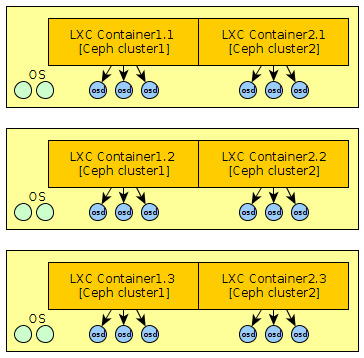 LXC Container1.1 LXC Container2.1
[Ceph cluster1] [Ceph cluster2]
OS
osd osd osd osd osd osd
LXC Container1.2 LXC Container2.2
[Ceph cluster1] [Ceph cluster2]
OS
osd osd osd osd osd osd
LXC Container1.3 LXC Container2.3
[Ceph cluster1] [Ceph cluster2]
OS
osd osd osd osd osd osd